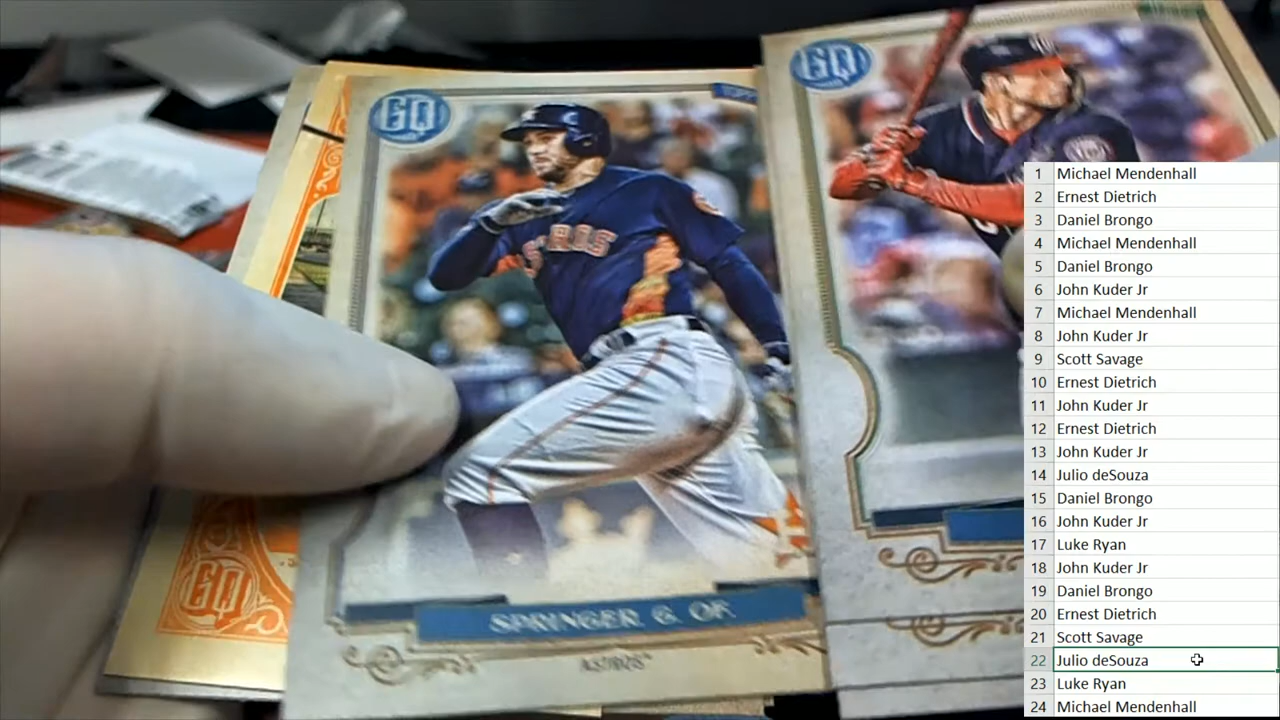 GQ
GQ
ASTROS
SPRINGER, G. OF.
ASTROS
GQ
1 Michael Mendenhall
2 Ernest Dietrich
3 Daniel Brongo
4 Michael Mendenhall
5 Daniel Brongo
6 John Kuder Jr
7 Michael Mendenhall
8 John Kuder Jr
9 Scott Savage
10 Ernest Dietrich
11 John Kuder Jr
12 Ernest Dietrich
13 John Kuder Jr
14 Julio deSouza
15 Daniel Brongo
16 John Kuder Jr
17 Luke Ryan
18 John Kuder Jr
19 Daniel Brongo
20 Ernest Dietrich
21 Scott Savage
22 Julio deSouza
23 Luke Ryan
24 Michael Mendenhall